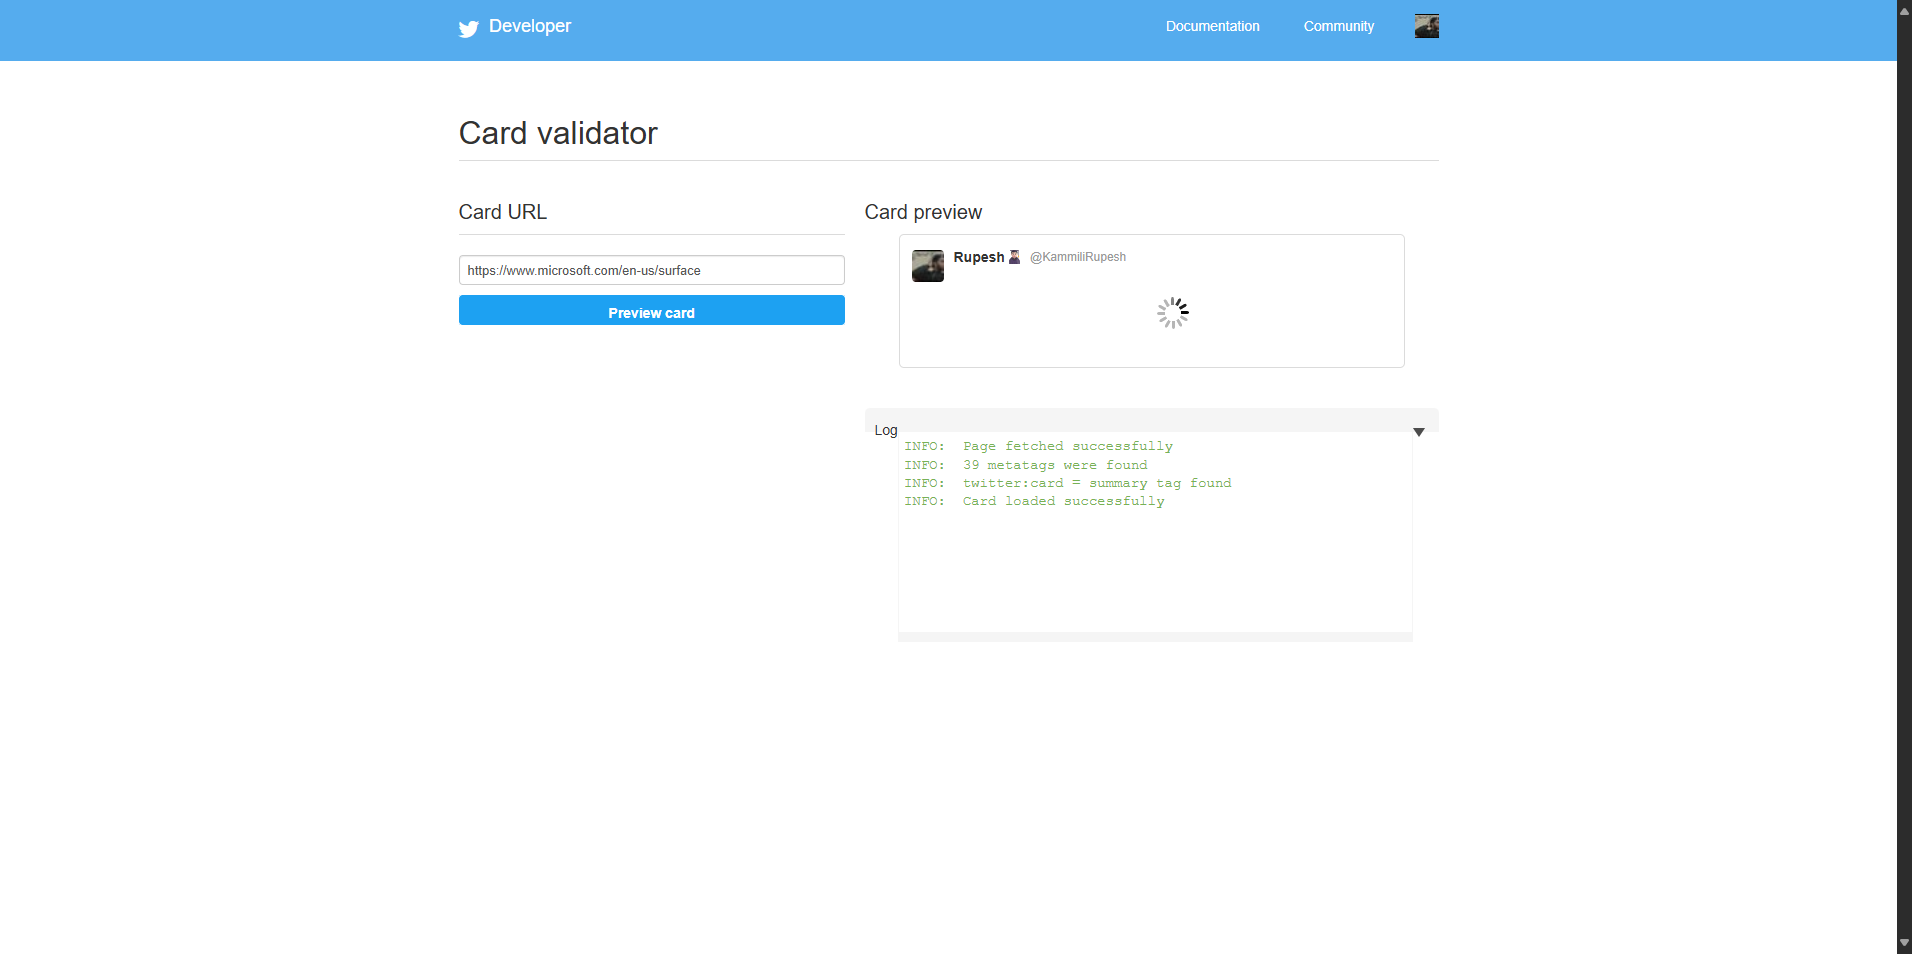 Developer
Documentation
Community
Card validator
Card URL
https://www.microsoft.com/en-us/surface
Preview card
Card preview
Rupesh @KammiliRupesh
Log
INFO: Page fetched successfully
INFO: 39 metatags were found
INFO: twitter:card = summary tag found
INFO: Card loaded successfully